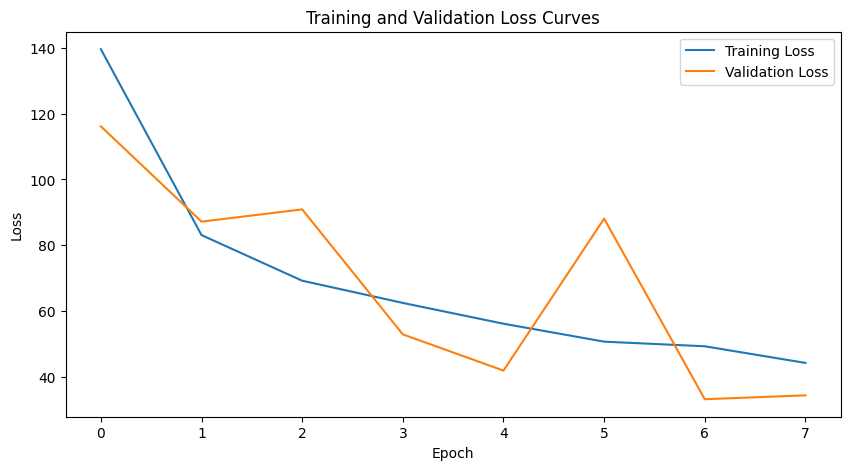 Training and Validation Loss Curves
Training Loss
Validation Loss
140
120
100
80
60
40
Loss
0 1 2 3 4 5 6 7
Epoch